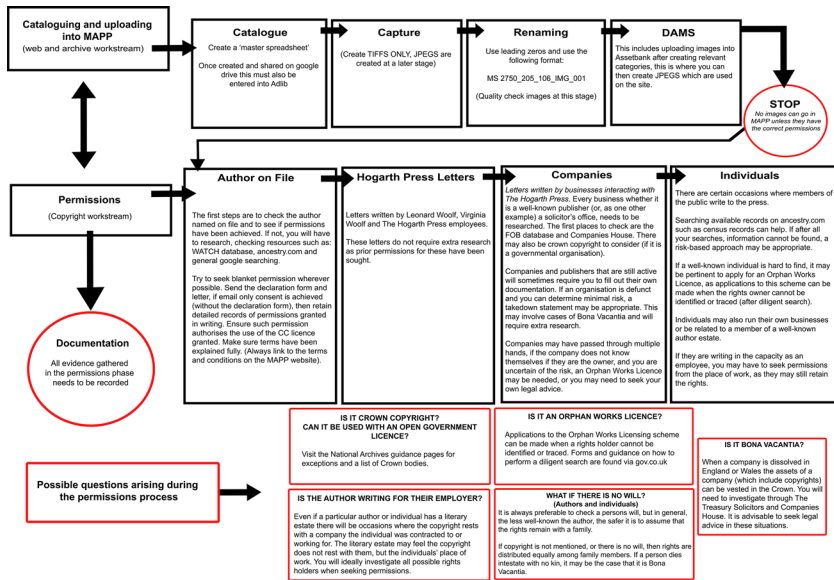 Cataloguing and uploading
into MAPP
(web and archive workstream)
Catalogue
Create a 'master spreadsheet'
Once created and shared on google
drive this must also be
entered into Adlib
Capture
(Create TIFFS ONLY, JPEGS are
created at a later stage)
Renaming
Use leading zeros and use the
following format:
MS 2750_205_106_IMG_001
(Quality check images at this stage)
DAMS
This includes uploading images into
Assetbank after creating relevant
categories, this is where you can
then create JPEGS which are used
on the site.
STOP
No images can go in
MAPP unless they have
the correct permissions
Permissions
(Copyright workstream)
Author on File
The first steps are to check the author
named on file and to see if permissions
have been achieved. If not, you will have
to research, checking resources such as:
WATCH database, ancestry.com and
general google searching.
Try to seek blanket permission wherever
possible. Send the declaration form and
letter, if email only consent is achieved
(without the declaration form), then retain
detailed records of permissions granted
in writing. Ensure such permission
authorises the use of the CC licence
granted. Make sure terms have been
explained fully. (Always link to the terms
and conditions on the MAPP website).
Hogarth Press Letters
Letters written by Leonard Woolf, Virginia
Woolf and The Hogarth Press employees.
These letters do not require extra research
as prior permissions for these have been
sought.
Companies
Letters written by businesses interacting with
The Hogarth Press. Every business whether it
is a well-known publisher (or, as one other
example) a solicitor's office, needs to be
researched. The first places to check are the
FOB database and Companies House. There
may also be crown copyright to consider (if it is
a governmental organisation).
Companies and publishers that are still active
will sometimes require you to fill out their own
documentation. If an organisation is defunct
and you can determine minimal risk, a
takedown statement may be appropriate. This
may involve cases of Bona Vacantia and will
require extra research.
Companies may have passed through multiple
hands, if the company does not know
themselves if they are the owner, and you are
uncertain of the risk, an Orphan Works Licence
may be needed, or you may need to seek your
own legal advice.
Individuals
There are certain occasions where members of
the public write to the press.
Searching available records on ancestry.com
such as census records can help. If after all
your searches, information cannot be found, a
risk-based approach may be appropriate.
If a well-known individual is hard to find, it may
be pertinent to apply for an Orphan Works
Licence, as applications to this scheme can be
made when the rights owner cannot be
identified or traced (after diligent search).
Individuals may also run their own businesses
or be related to a member of a well-known
author estate.
If they are writing in the capacity as an
employee, you may have to seek permissions
from the place of work, as they may still retain
the rights.
Documentation
All evidence gathered
in the permissions phase
needs to be recorded
Possible questions arising during
the permissions process
IS IT CROWN COPYRIGHT?
CAN IT BE USED WITH AN OPEN GOVERNMENT
LICENCE?
Visit the National Archives guidance pages for
exceptions and a list of Crown bodies.
IS IT AN ORPHAN WORKS LICENCE?
Applications to the Orphan Works Licensing scheme
can be made when a rights holder cannot be
identified or traced. Forms and guidance on how to
perform a diligent search are found via gov.co.uk
IS IT BONA VACANTIA?
When a company is dissolved in
England or Wales the assets of a
company (which include copyrights)
can be vested in the Crown. You will
need to investigate through The
Treasury Solicitors and Companies
House. It is advisable to seek legal
advice in these situations.
IS THE AUTHOR WRITING FOR THEIR EMPLOYER?
Even if a particular author or individual has a literary
estate there will be occasions where the copyright rests
with a company the individual was contracted to or
working for. The literary estate may feel the copyright
does not rest with them, but the individuals' place of
work. You will ideally investigate all possible rights
holders when seeking permissions.
WHAT IF THERE IS NO WILL?
(Authors and individuals)
It is always preferable to check a persons will, but in general,
the less well-known the author, the safer it is to assume that
the rights remain with a family.
If copyright is not mentioned, or there is no will, then rights are
distributed equally among family members. If a person dies
intestate with no kin, it may be the case that it is Bona
Vacantia.